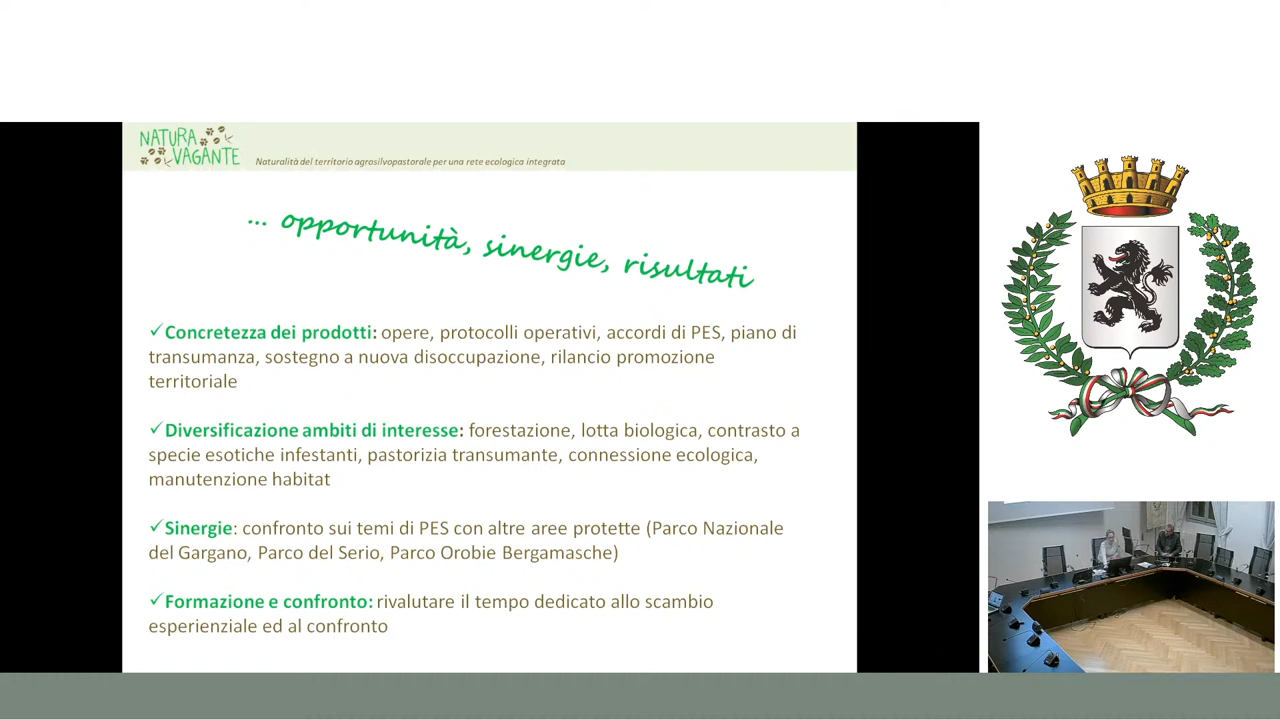 NATURA
VAGANTE
Naturalità del territorio agrosilvopastorale per una rete ecologica integrata
... opportunità, sinergie, risultati
✓Concretezza dei prodotti: opere, protocolli operativi, accordi di PES, piano di
transumanza, sostegno a nuova disoccupazione, rilancio promozione
territoriale
✓Diversificazione ambiti di interesse: forestazione, lotta biologica, contrasto a
specie esotiche infestanti, pastorizia transumante, connessione ecologica,
manutenzione habitat
✓Sinergie: confronto sui temi di PES con altre aree protette (Parco Nazionale
del Gargano, Parco del Serio, Parco Orobie Bergamasche)
✓Formazione e confronto: rivalutare il tempo dedicato allo scambio
esperienziale ed al confronto